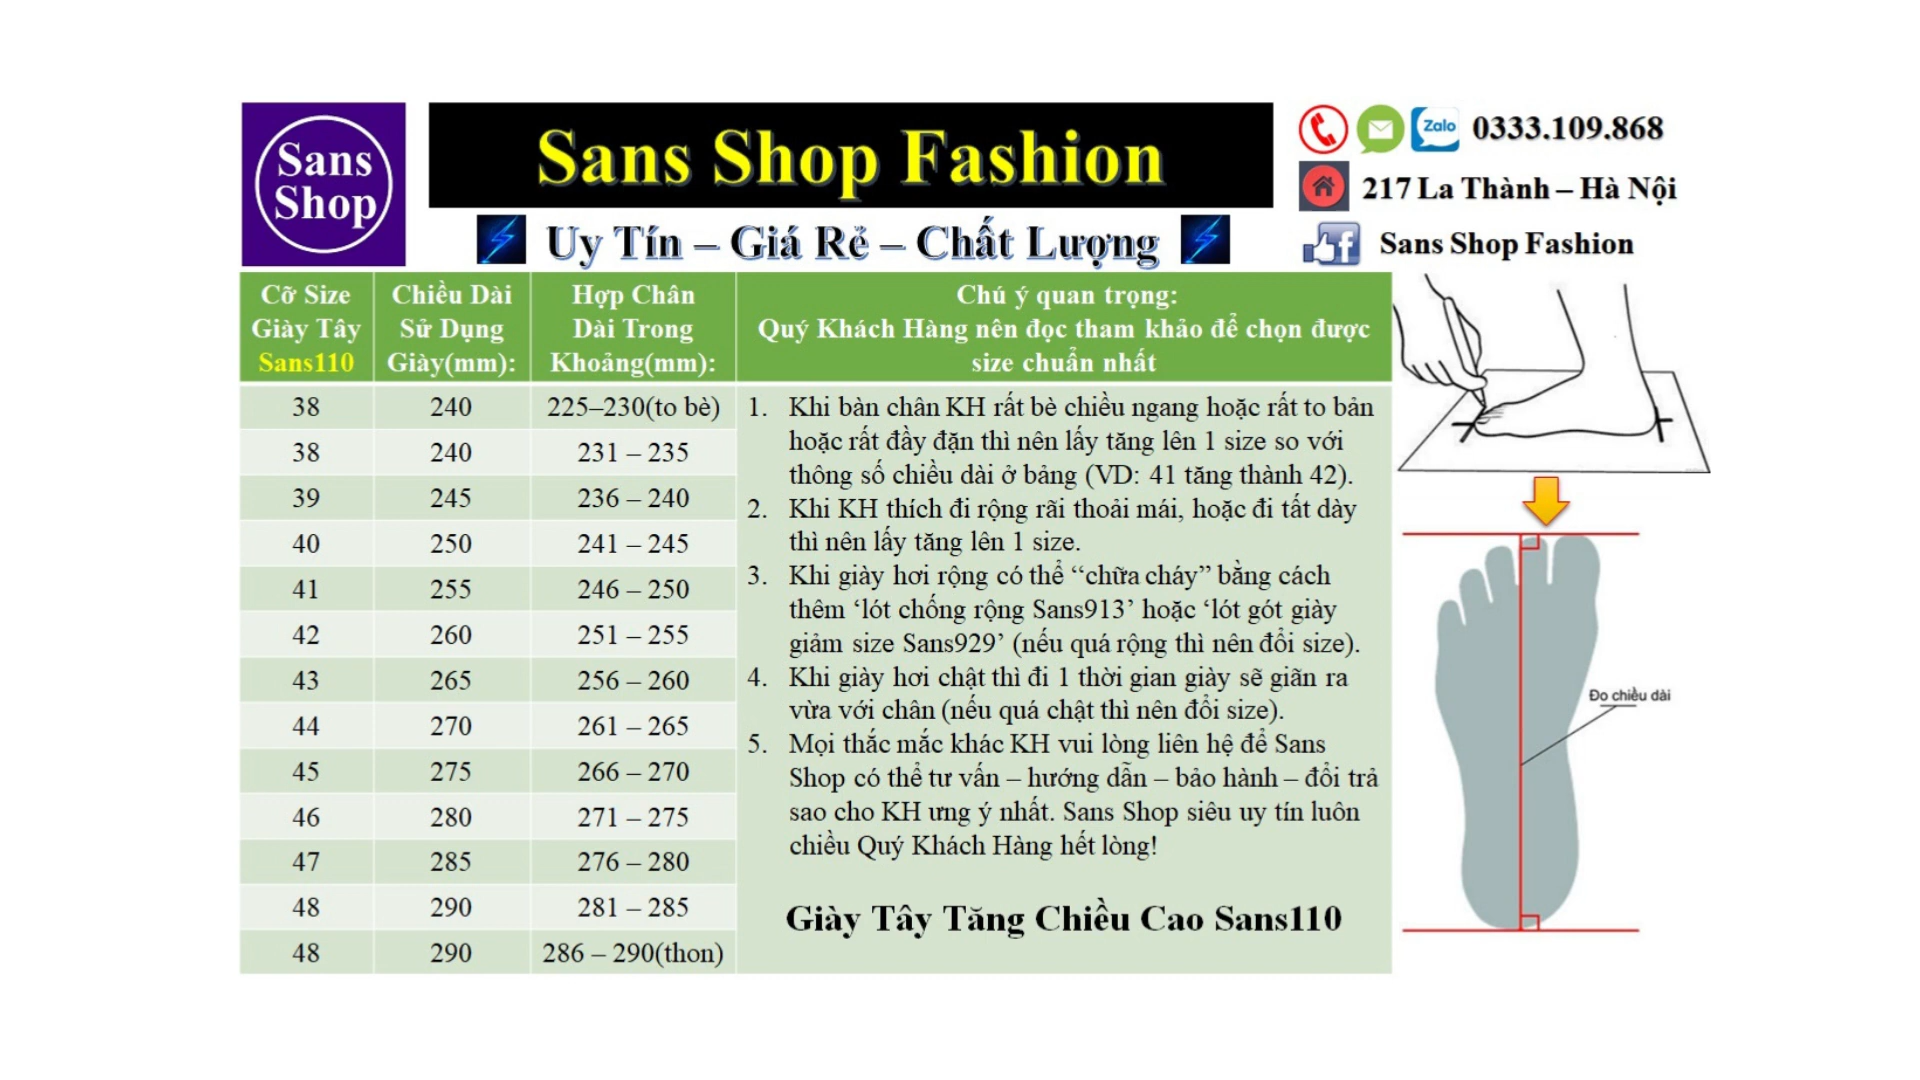 Sans
Shop
Sans Shop Fashion
Uy Tín – Giá Rẻ – Chất Lượng
Zalo 0333.109.868
217 La Thành – Hà Nội
f Sans Shop Fashion
Cỡ Size
Giày Tây
Sans110
Chiều Dài
Sử Dụng
Giày(mm):
Hợp Chân
Dài Trong
Khoảng(mm):
Chú ý quan trọng:
Quý Khách Hàng nên đọc tham khảo để chọn được
size chuẩn nhất
38 240 225–230(to bè)
38 240 231 – 235
39 245 236 – 240
40 250 241 – 245
41 255 246 – 250
42 260 251 – 255
43 265 256 – 260
44 270 261 – 265
45 275 266 – 270
46 280 271 – 275
47 285 276 – 280
48 290 281 – 285
48 290 286 – 290(thon)
1. Khi bàn chân KH rất bè chiều ngang hoặc rất to bản
hoặc rất đầy đặn thì nên lấy tăng lên 1 size so với
thông số chiều dài ở bảng (VD: 41 tăng thành 42).
2. Khi KH thích đi rộng rãi thoải mái, hoặc đi tất dày
thì nên lấy tăng lên 1 size.
3. Khi giày hơi rộng có thể “chữa cháy” bằng cách
thêm ‘lót chống rộng Sans913’ hoặc ‘lót gót giày
giảm size Sans929’ (nếu quá rộng thì nên đổi size).
4. Khi giày hơi chật thì đi 1 thời gian giày sẽ giãn ra
vừa với chân (nếu quá chật thì nên đổi size).
5. Mọi thắc mắc khác KH vui lòng liên hệ để Sans
Shop có thể tư vấn – hướng dẫn – bảo hành – đổi trả
sao cho KH ưng ý nhất. Sans Shop siêu uy tín luôn
chiều Quý Khách Hàng hết lòng!
Giày Tây Tăng Chiều Cao Sans110
Đo chiều dài